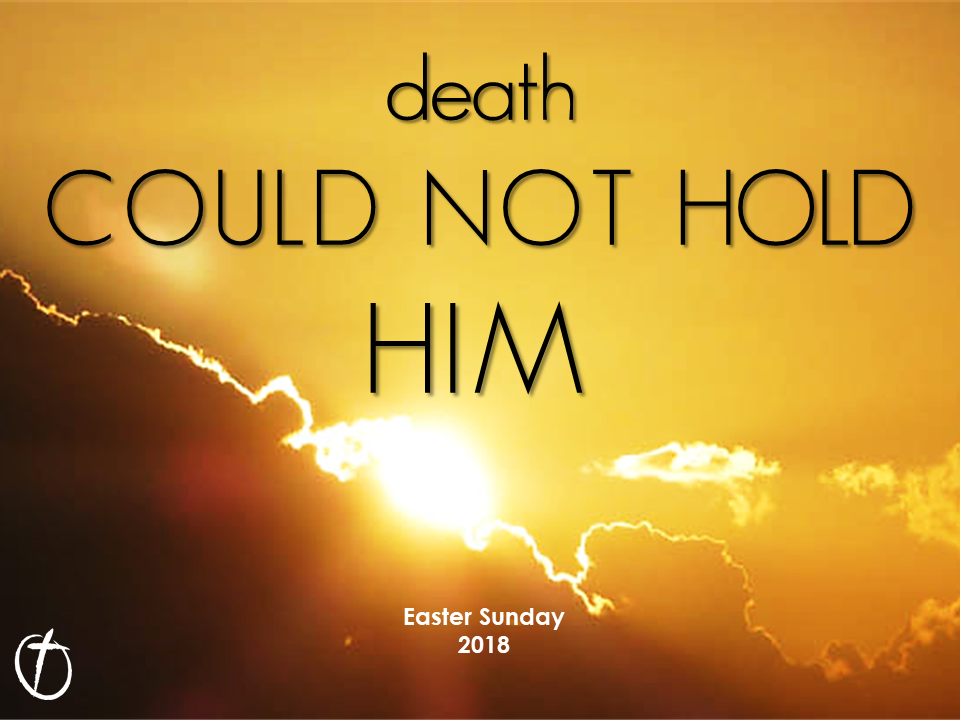 death
COULD NOT HOLD
HIM
Easter Sunday
2018